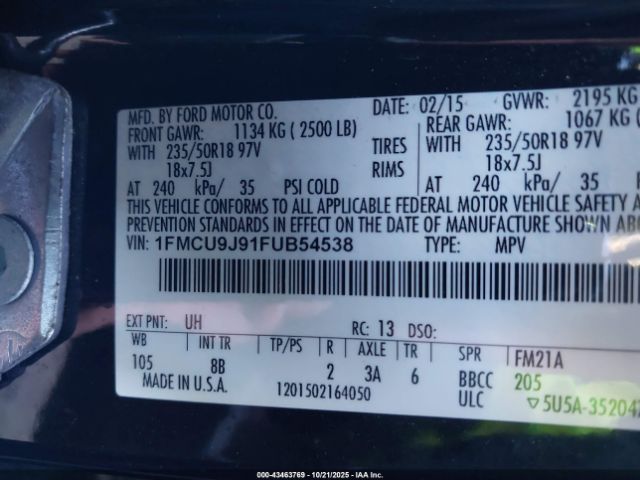 MFD. BY FORD MOTOR CO.
DATE: 02/15 GVWR: 2195 KG
FRONT GAWR: 1134 KG ( 2500 LB) REAR GAWR: 1067 KG (
WITH 235/50R18 97V TIRES WITH 235/50R18 97V
18x7.5J RIMS 18x7.5J
AT 240 kPa/ 35 PSI COLD AT 240 kPa/ 35
THIS VEHICLE CONFORMS TO ALL APPLICABLE FEDERAL MOTOR VEHICLE SAFETY A
PREVENTION STANDARDS IN EFFECT ON THE DATE OF MANUFACTURE SHOWN AB
VIN: 1FMCU9J91FUB54538 TYPE: MPV
EXT PNT: UH RC: 13 DSO:
WB INT TR TP/PS R AXLE TR SPR FM21A
105 8B 2 3A 6 BBCC 205
MADE IN U.S.A. 1201502164050 ULC ▽5U5A-352042
000-43463769 - 10/21/2025 - IAA Inc.